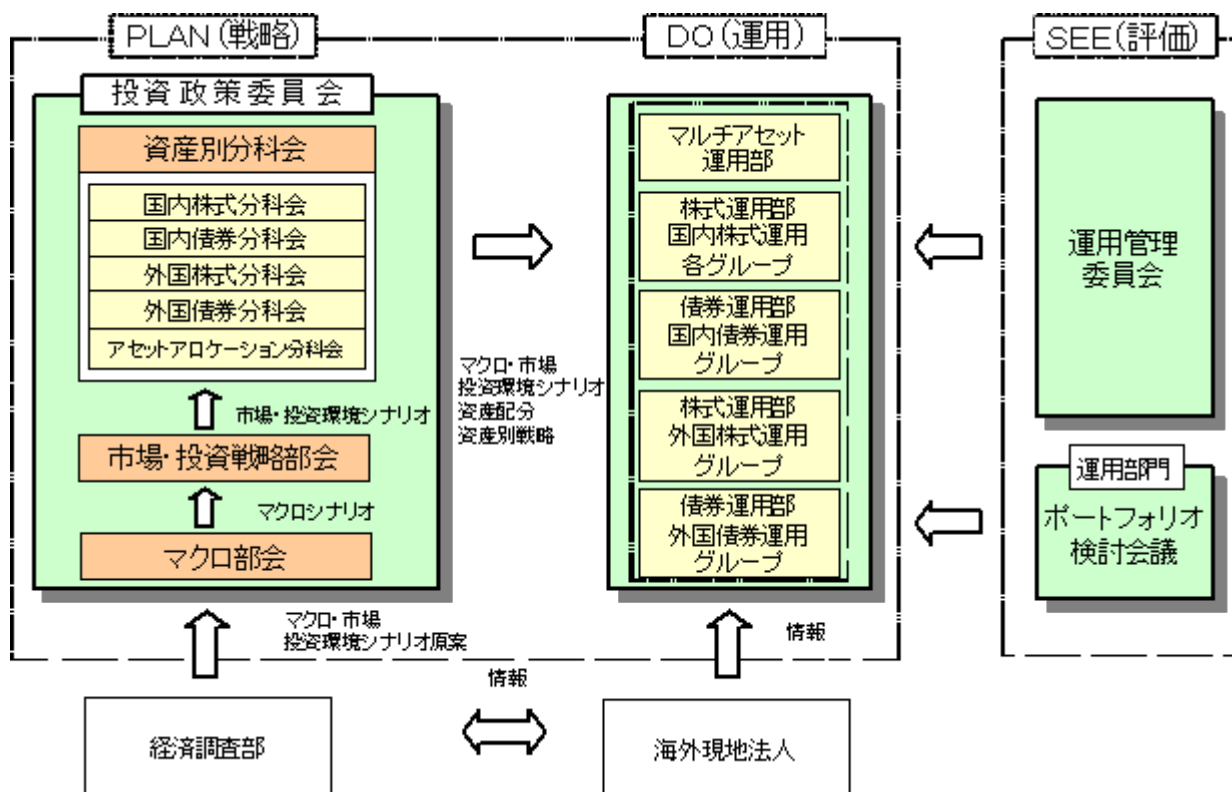 PLAN(戦略)
投資政策委員会
資産別分科会
国内株式分科会
国内債券分科会
外国株式分科会
外国債券分科会
アセットアロケーション分科会
市場・投資環境シナリオ
市場・投資戦略部会
マクロシナリオ
マクロ部会
マクロ・市場
投資環境シナリオ原案
経済調査部
マクロ・市場
投資環境シナリオ
資産配分
資産別戦略
DO(運用)
マルチアセット
運用部
株式運用部
国内株式運用
各グループ
債券運用部
国内債券運用
グループ
株式運用部
外国株式運用
グループ
債券運用部
外国債券運用
グループ
情報
情報
海外現地法人
SEE(評価)
運用管理
委員会
運用部門
ポートフォリオ
検討会議